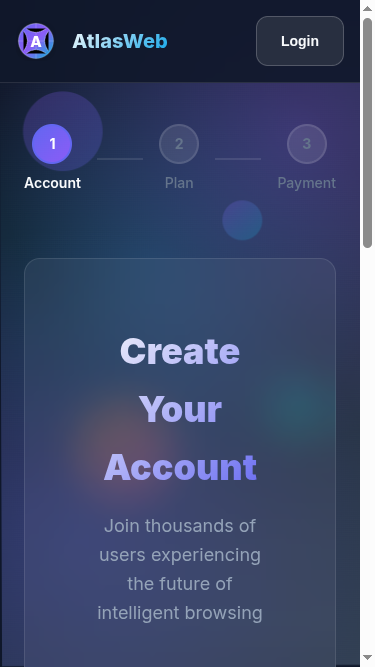 A
AtlasWeb
Login
1
2
3
Account
Plan
Payment
Create
Your
Account
Join thousands of
users experiencing
the future of
intelligent browsing